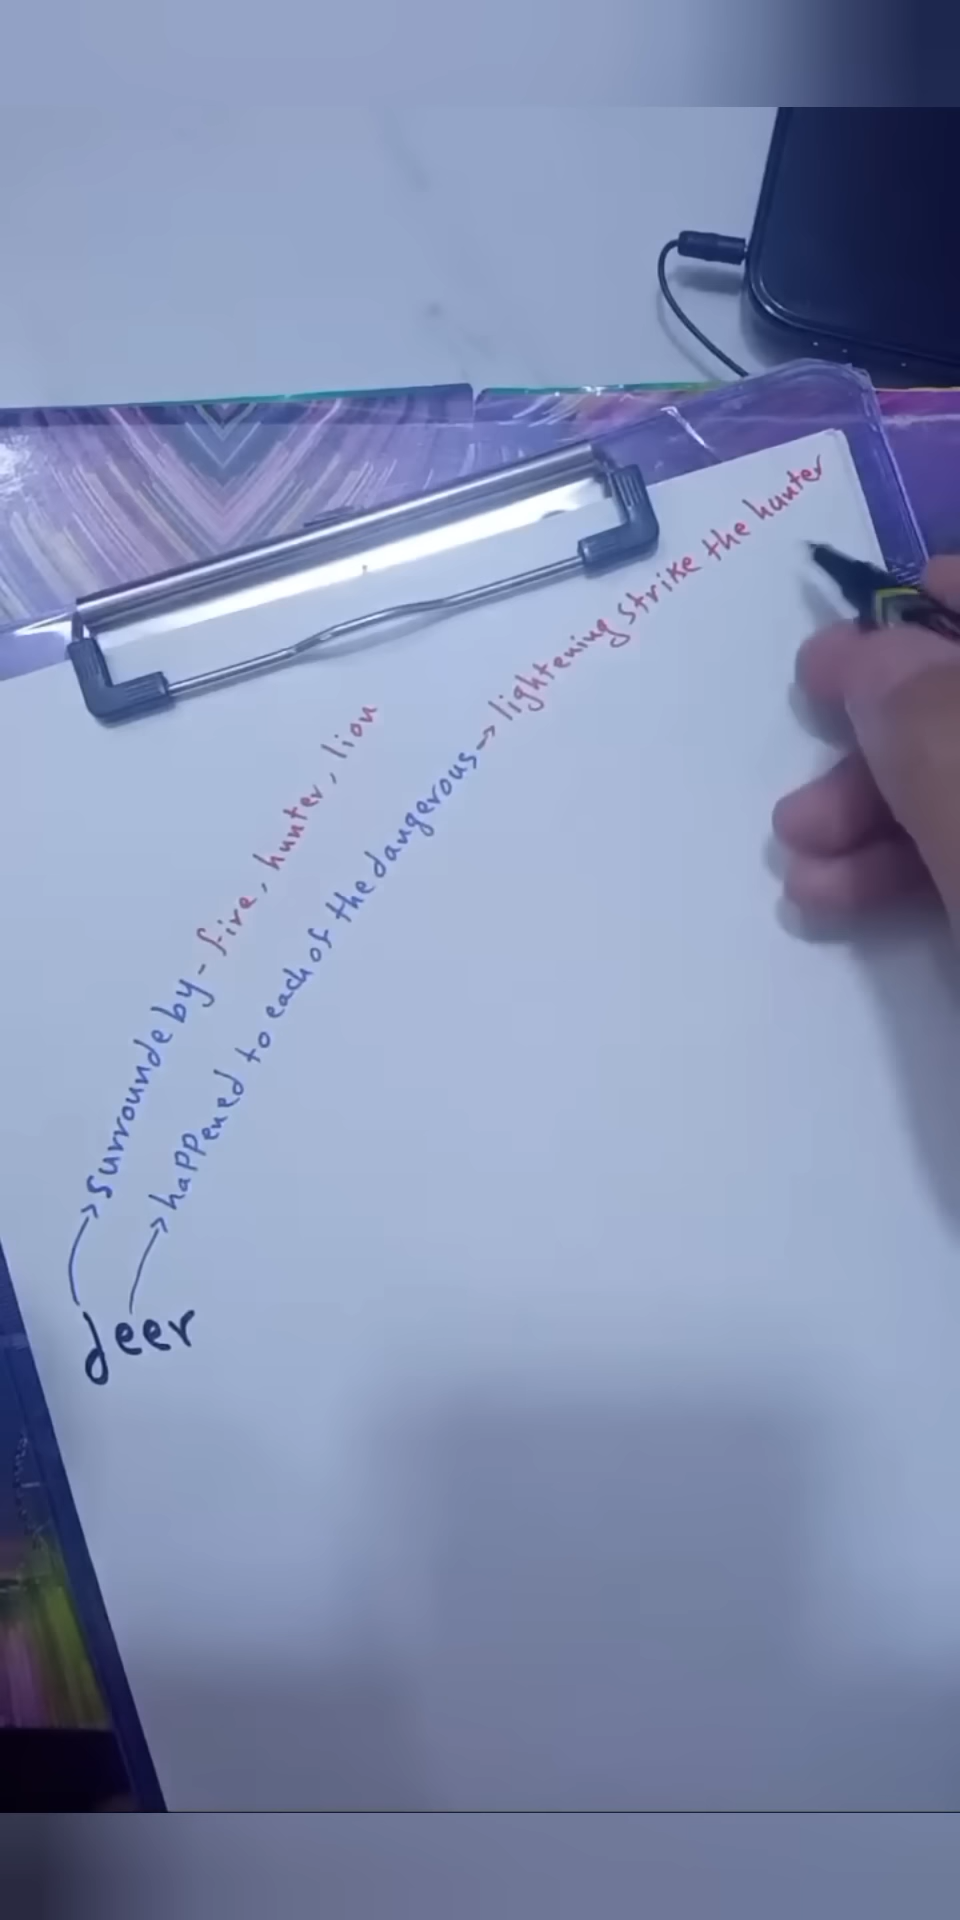 surrounde by - fire, hunter, lion
happened to each of the dangerous -> lightening strike the hunter
deer